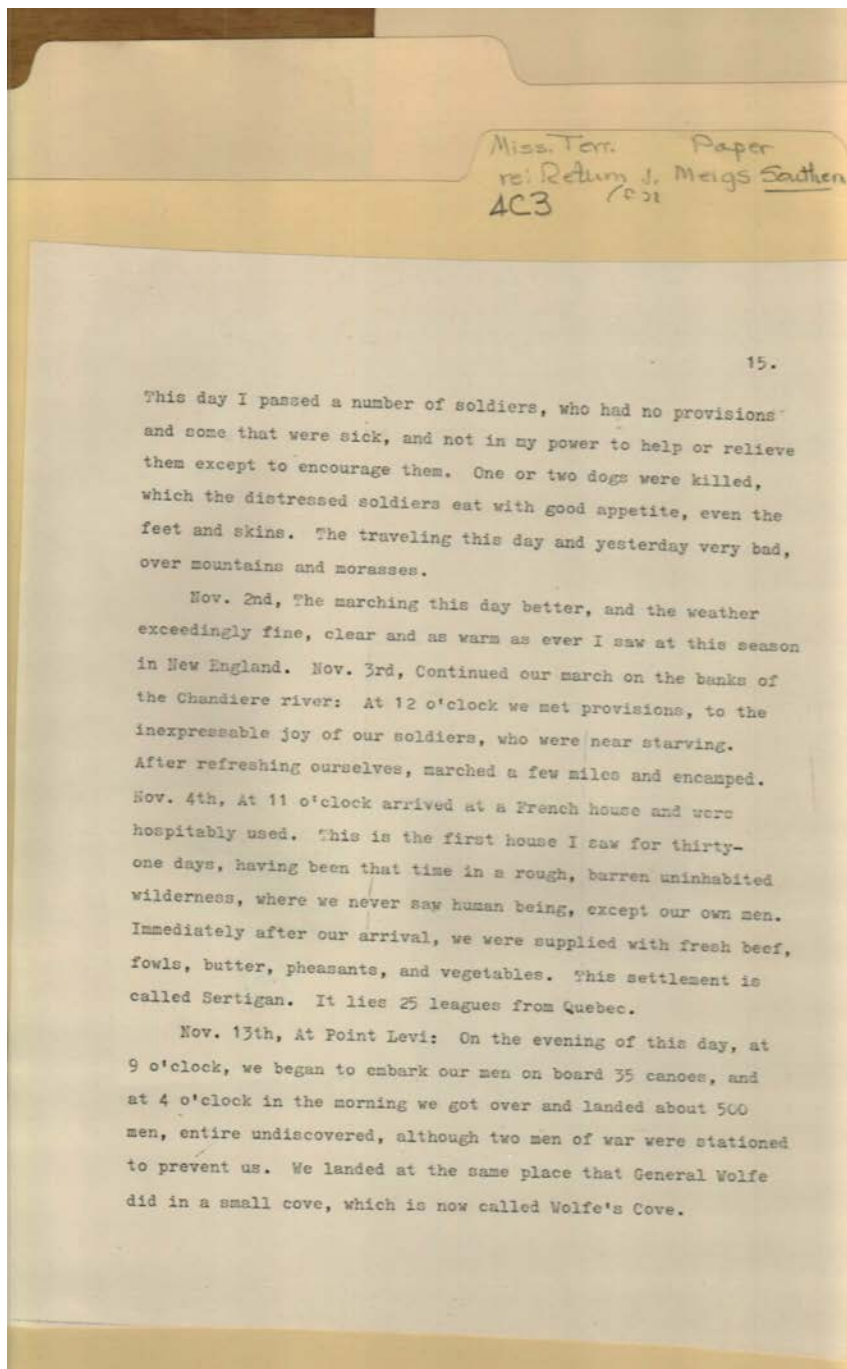 Miss. Terr. Paper
re: Return J. Meigs Southern
4C3
15.
This day I passed a number of soldiers, who had no provisions
and some that were sick, and not in my power to help or relieve
them except to encourage them. One or two dogs were killed,
which the distressed soldiers eat with good appetite, even the
feet and skins. The traveling this day and yesterday very bad,
over mountains and morasses.
Nov. 2nd, The marching this day better, and the weather
exceedingly fine, clear and as warm as ever I saw at this season
in New England. Nov. 3rd, Continued our march on the banks of
the Chandiere river: At 12 o'clock we met provisions, to the
inexpressable joy of our soldiers, who were near starving.
After refreshing ourselves, marched a few miles and encamped.
Nov. 4th, At 11 o'clock arrived at a French house and were
hospitably used. This is the first house I saw for thirty-
one days, having been that time in a rough, barren uninhabited
wilderness, where we never saw human being, except our own men.
Immediately after our arrival, we were supplied with fresh beef,
fowls, butter, pheasants, and vegetables. This settlement is
called Sertigan. It lies 25 leagues from Quebec.
Nov. 13th, At Point Levi: On the evening of this day, at
9 o'clock, we began to embark our men on board 35 canoes, and
at 4 o'clock in the morning we got over and landed about 500
men, entire undiscovered, although two men of war were stationed
to prevent us. We landed at the same place that General Wolfe
did in a small cove, which is now called Wolfe's Cove.